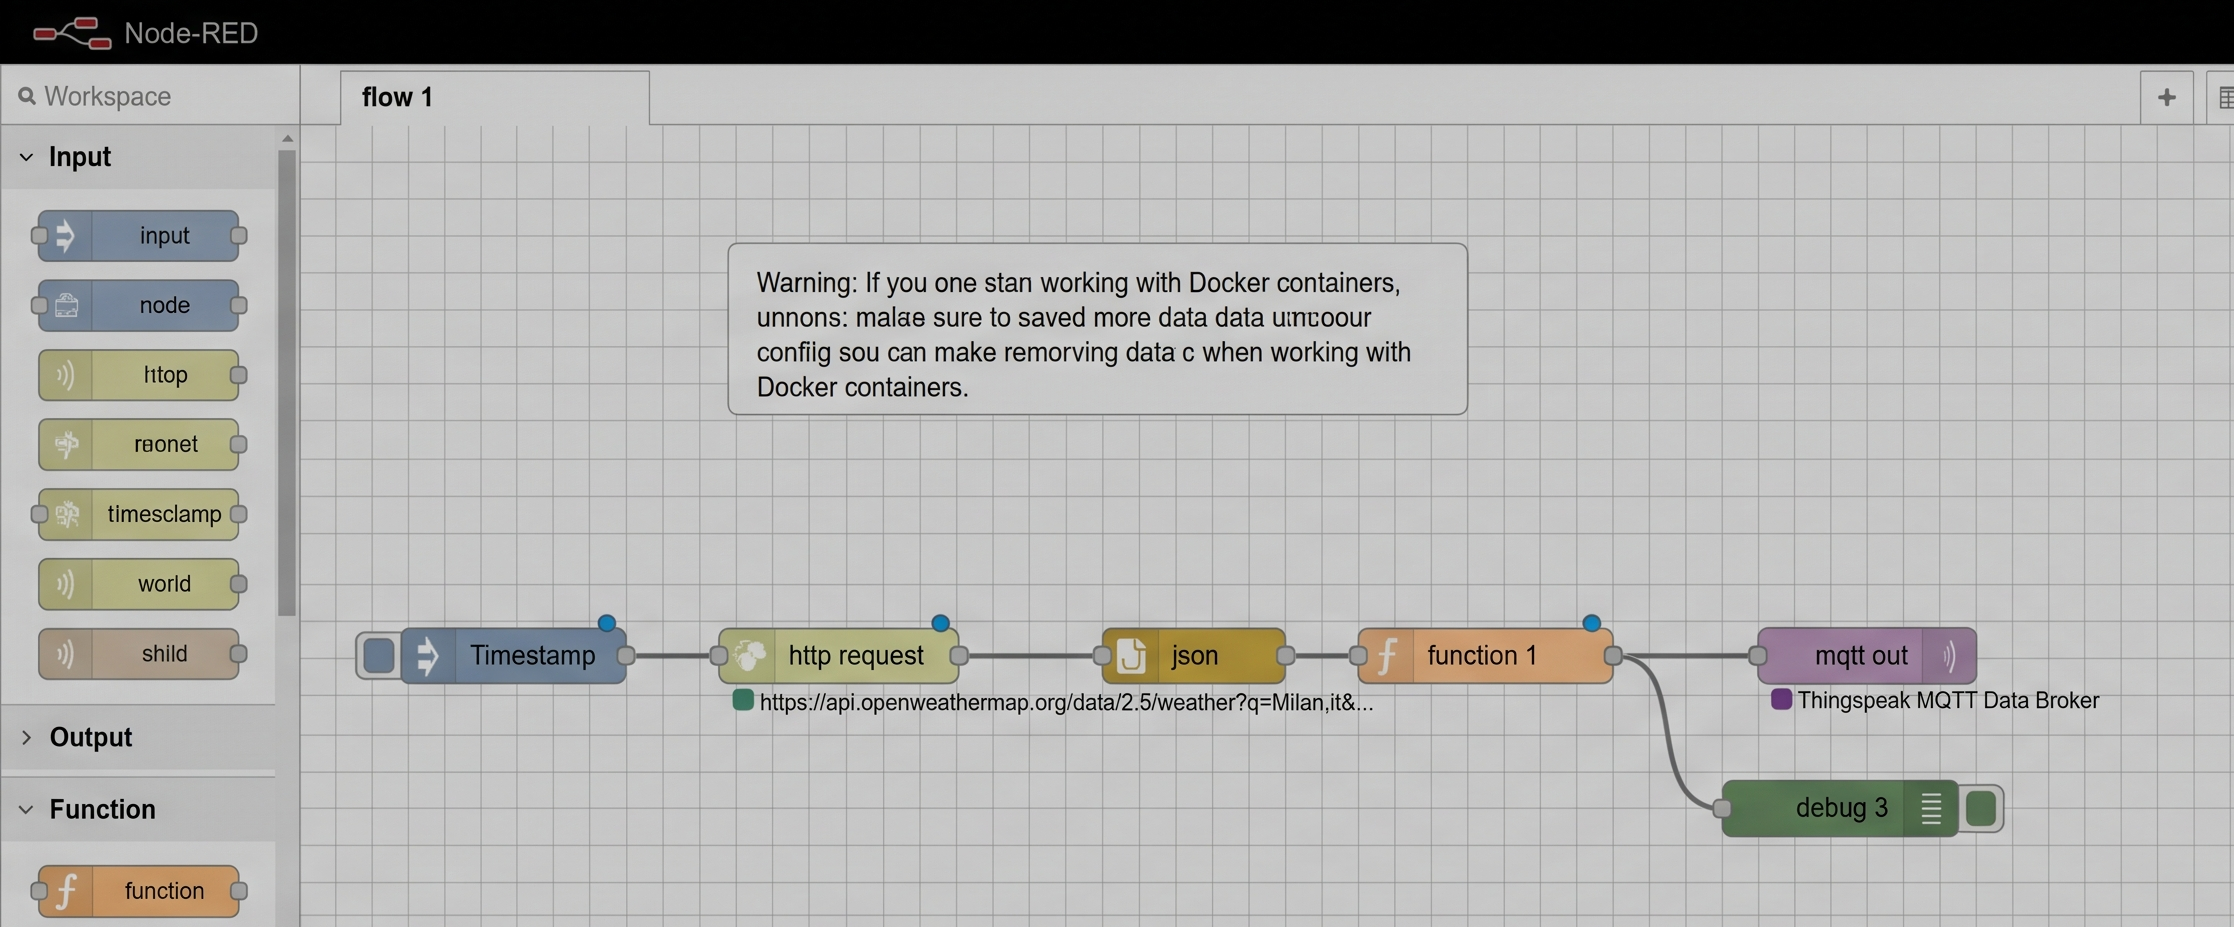 Node-RED
Workspace
flow 1
Input
input
node
httop
timesclamp
world
shild
Output
Function
function
Warning: If you one stan working with Docker containers,
unnons: make sure to saved more data data
confiig sou can make remorving data c when working with
Docker containers.
Timestamp
http request
https://api.openweathermap.org/data/2.5/weather?q=Milan,it&...
json
function 1
mqtt out
Thingspeak MQTT Data Broker
debug 3